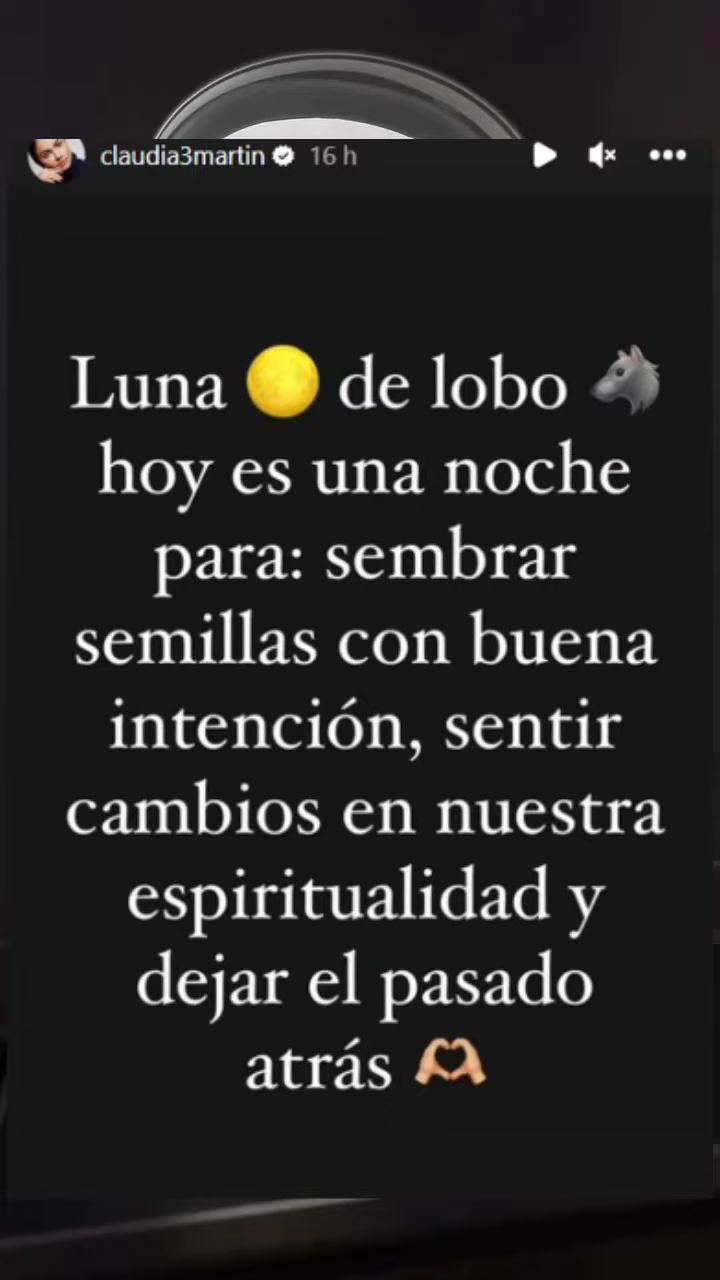 claudia3martin 16 h
Luna 🌕 de lobo 🐺
hoy es una noche
para: sembrar
semillas con buena
intención, sentir
cambios en nuestra
espiritualidad y
dejar el pasado
atrás 🫶🏼